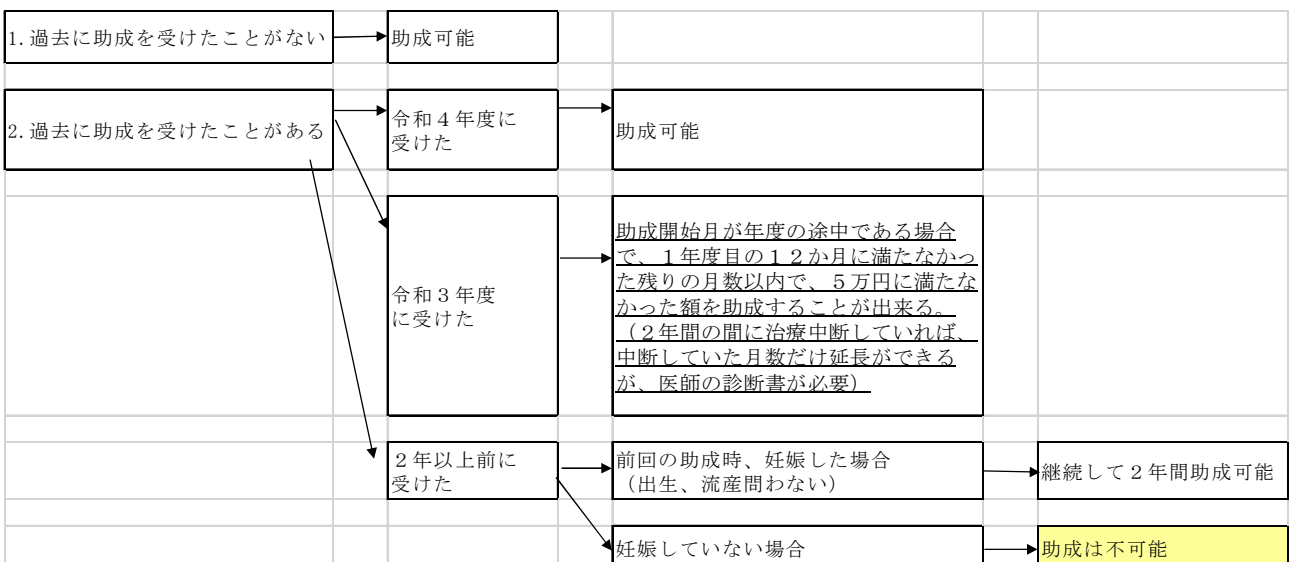 1.過去に助成を受けたことがない
助成可能
2.過去に助成を受けたことがある
令和４年度に
受けた
助成可能
令和３年度
に受けた
助成開始月が年度の途中である場合
で、１年度目の１２か月に満たなかっ
た残りの月数以内で、５万円に満たな
かった額を助成することが出来る。
（２年間の間に治療中断していれば、
中断していた月数だけ延長ができる
が、医師の診断書が必要）
２年以上前に
受けた
前回の助成時、妊娠した場合
（出生、流産問わない）
継続して２年間助成可能
妊娠していない場合
助成は不可能